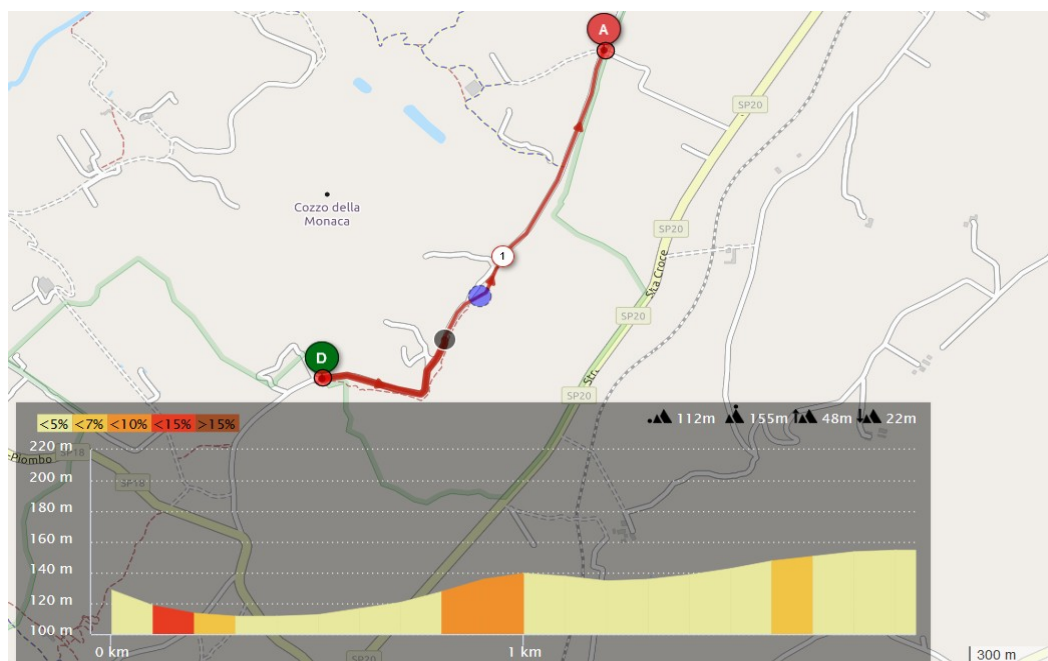 A
SP20
Cozzo della
Monaca
SP20
1
Sta Croce
SP20
D
Str.
SP20
<5% <7% <10% <15% >15%
112m 155m 48m 22m
220 m
Piombo
SP18
200 m
SP18
180 m
160 m
140 m
120 m
100 m
0 km
1 km
SP20
300 m